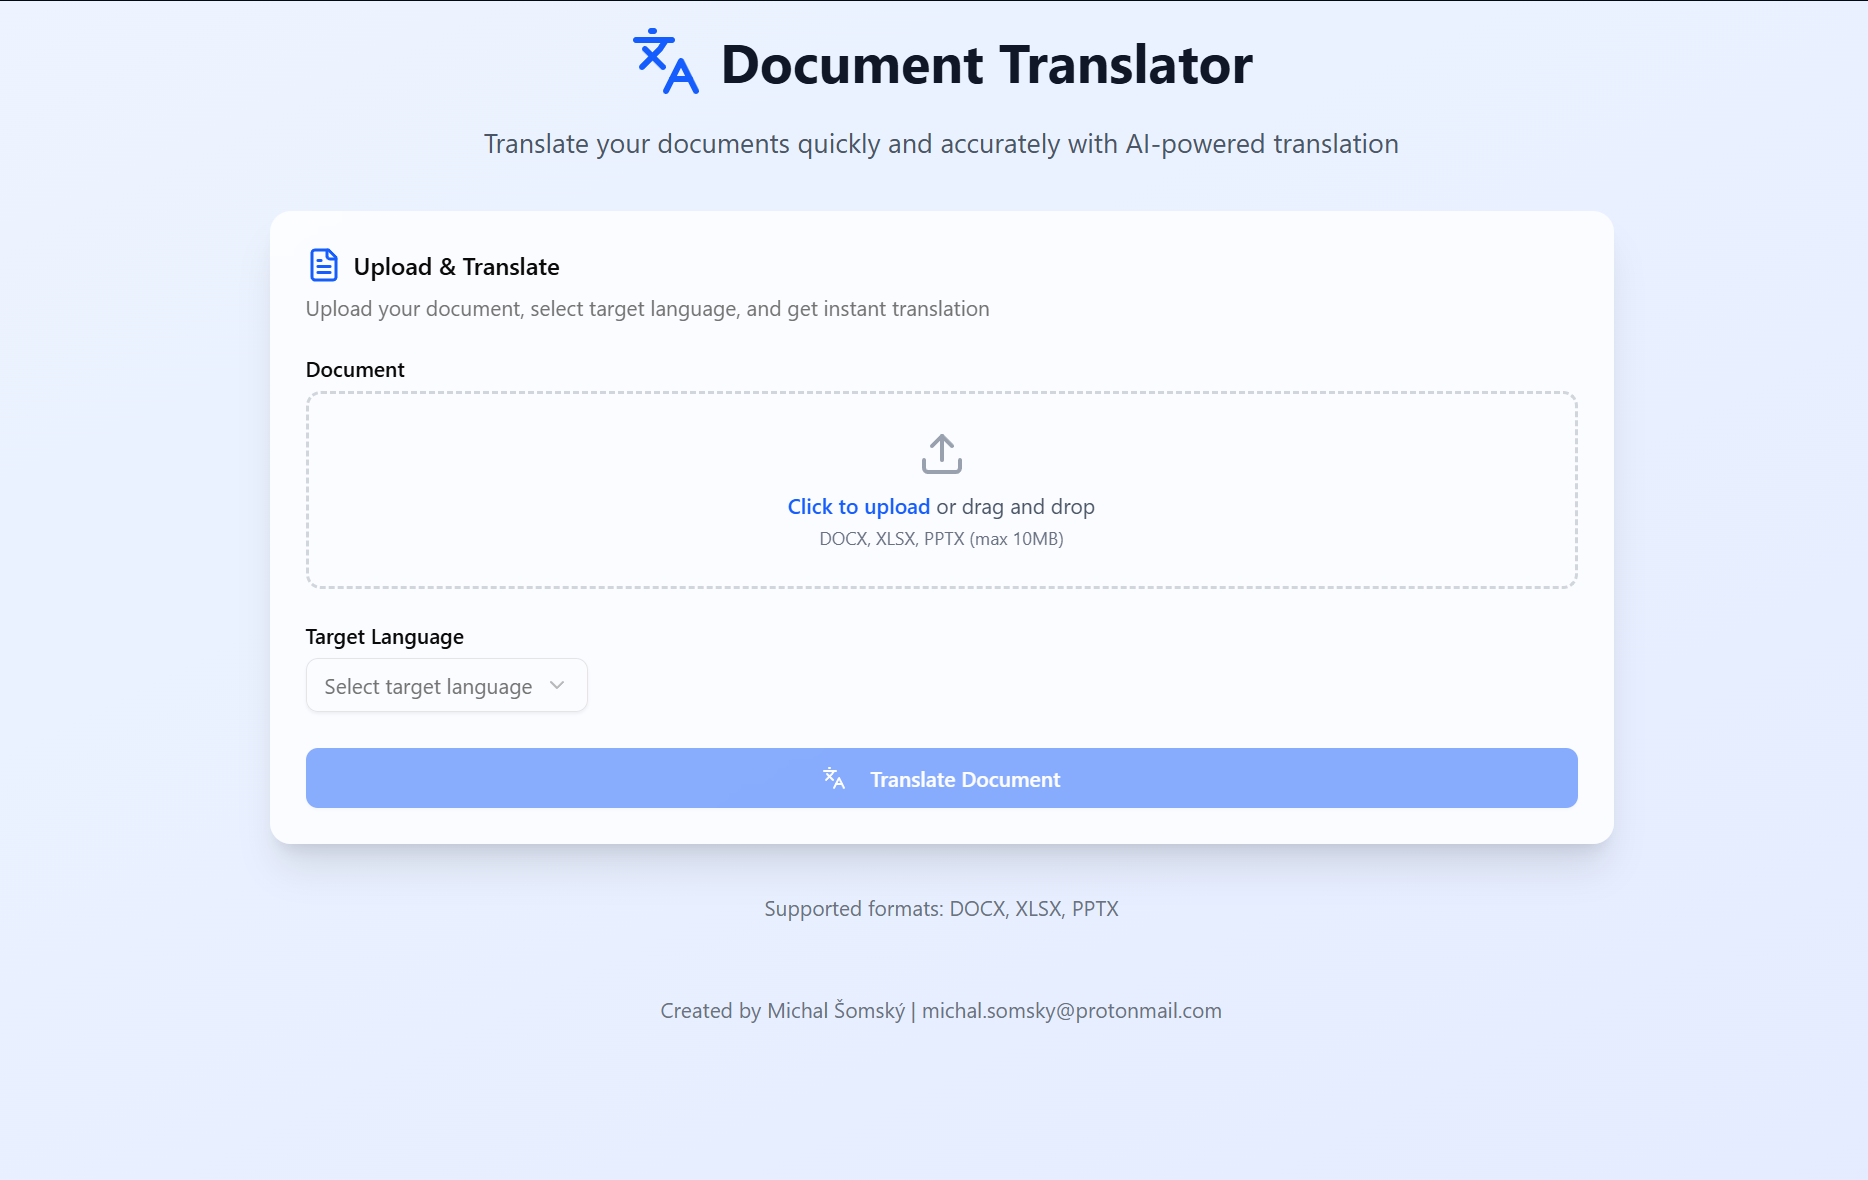 Document Translator
Translate your documents quickly and accurately with AI-powered translation
Upload & Translate
Upload your document, select target language, and get instant translation
Document
Click to upload or drag and drop
DOCX, XLSX, PPTX (max 10MB)
Target Language
Select target language
Translate Document
Supported formats: DOCX, XLSX, PPTX
Created by Michal Šomský | michal.somsky@protonmail.com